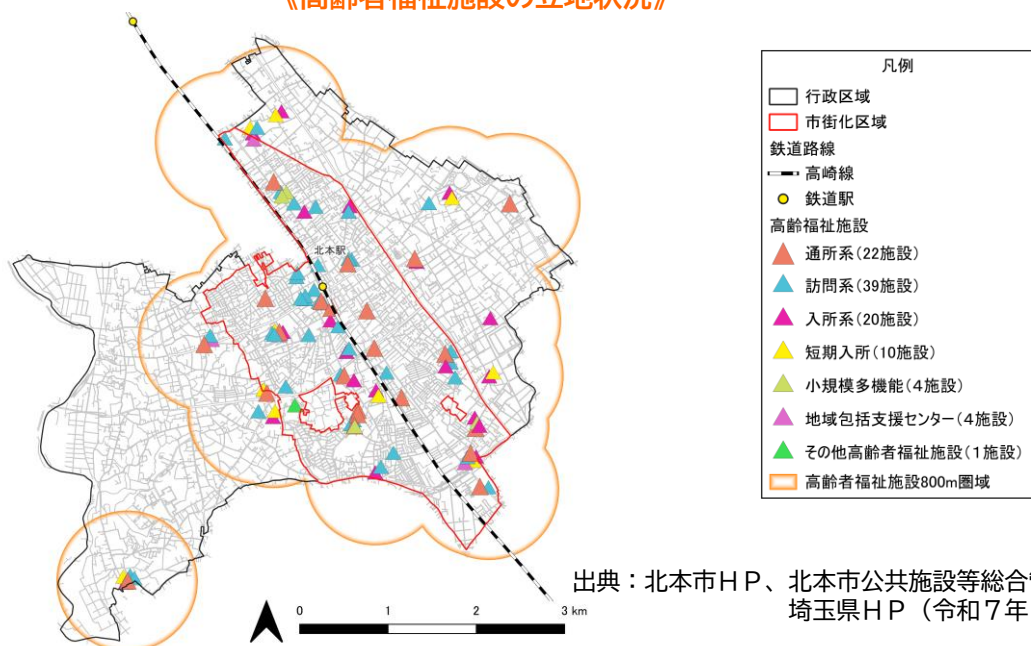 《高齢者福祉施設の立地状況》
北本駅
凡例
行政区域
市街化区域
鉄道路線
高崎線
鉄道駅
高齢福祉施設
通所系(22施設)
訪問系(39施設)
入所系(20施設)
短期入所(10施設)
小規模多機能(4施設)
地域包括支援センター(4施設)
その他高齢者福祉施設(1施設)
高齢者福祉施設800m圏域
0 1 2 3 km
出典：北本市ＨＰ、北本市公共施設等総合
埼玉県ＨＰ（令和７年